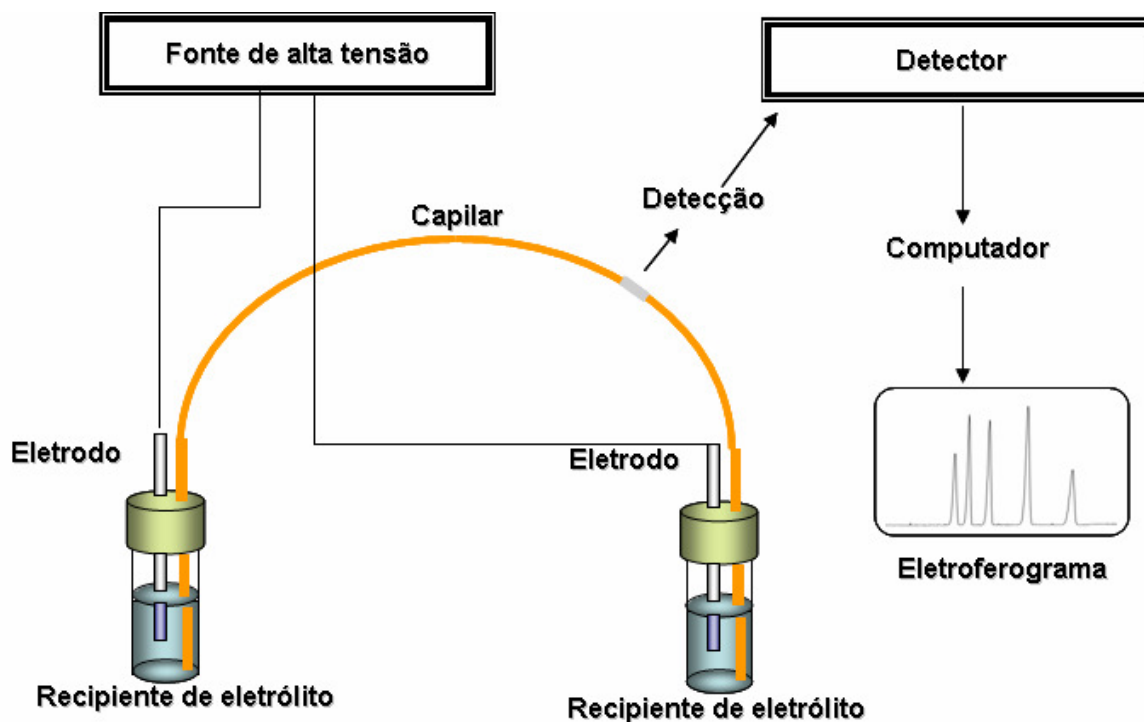 Fonte de alta tensão
Detector
Detecção
Capilar
Computador
Eletrodo
Eletrodo
Eletroferograma
Recipiente de eletrólito
Recipiente de eletrólito